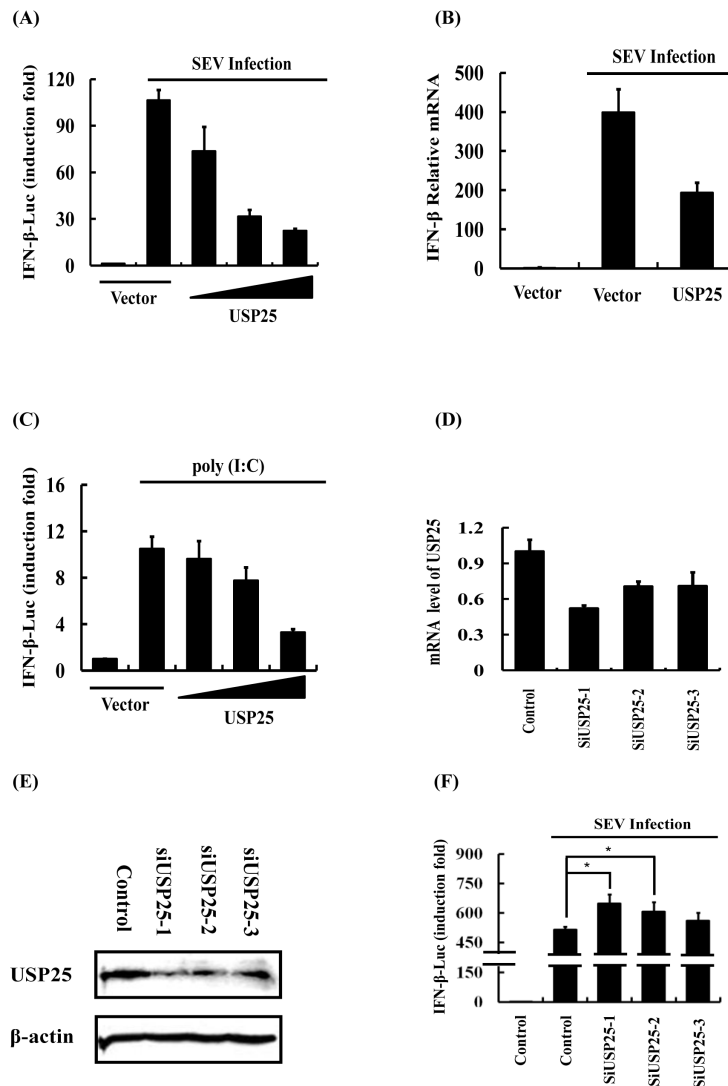 (A)
SEV Infection
IFN-β-Luc (induction fold)
120
90
60
30
0
Vector
USP25
(B)
SEV Infection
IFN-β Relative mRNA
500
400
300
200
100
0
Vector
Vector
USP25
(C)
poly (I:C)
IFN-β-Luc (induction fold)
16
12
8
4
0
Vector
USP25
(D)
mRNA level of USP25
1.2
0.9
0.6
0.3
0
Control
SiUSP25-1
SiUSP25-2
SiUSP25-3
(E)
Control
siUSP25-1
siUSP25-2
siUSP25-3
USP25
β-actin
(F)
SEV Infection
IFN-β-Luc (induction fold)
900
750
600
450
150
0
*
*
Control
Control
SiUSP25-1
SiUSP25-2
SiUSP25-3